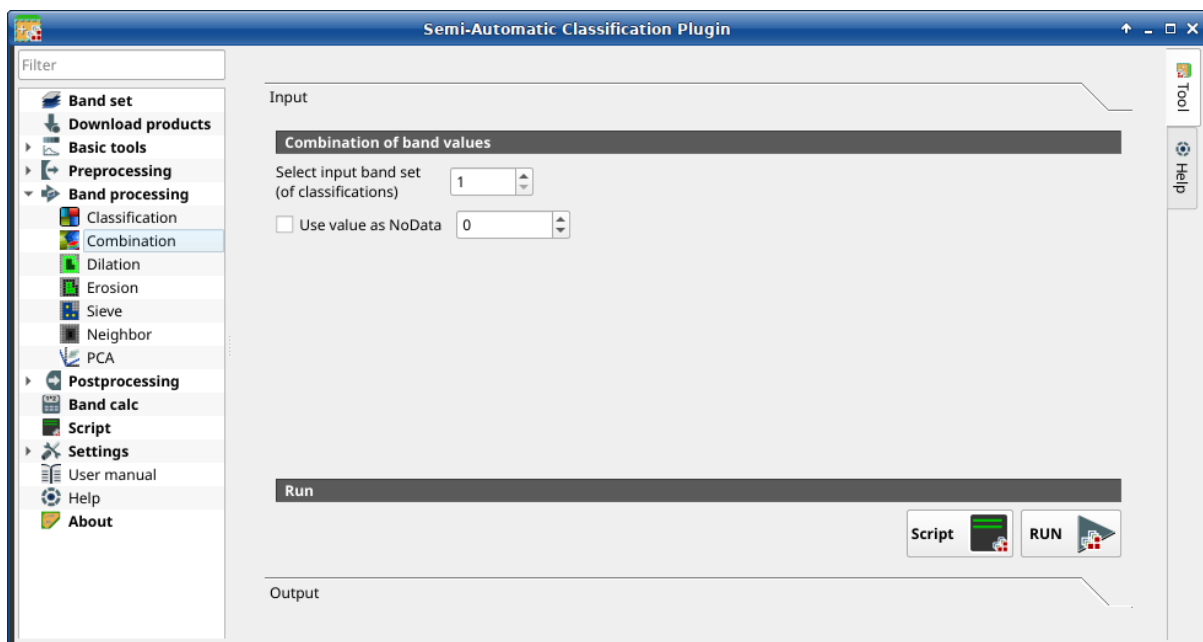 Semi-Automatic Classification Plugin
Filter
Band set
Download products
Basic tools
Preprocessing
Band processing
Classification
Combination
Dilation
Erosion
Sieve
Neighbor
PCA
Postprocessing
Band calc
Script
Settings
User manual
Help
About
Input
Combination of band values
Select input band set
(of classifications)
1
Use value as NoData
0
Run
Script
RUN
Output
Tool
Help